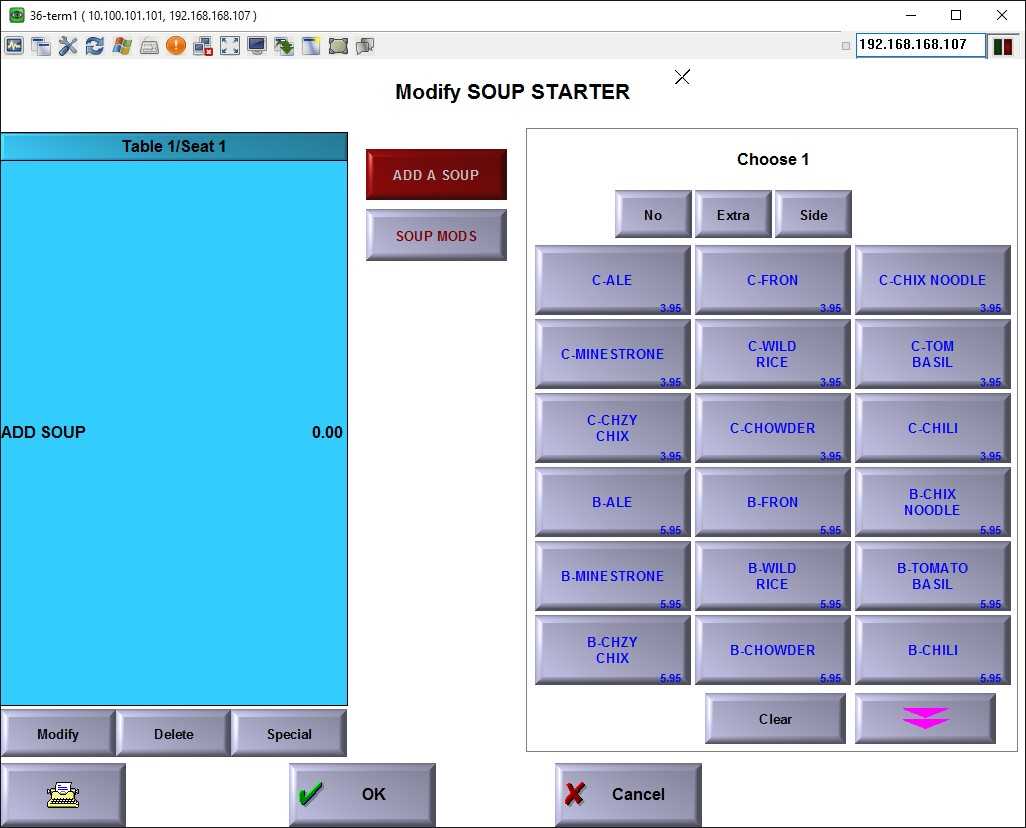 36-term1 ( 10.100.101.101, 192.168.168.107 )
192.168.168.107
Modify SOUP STARTER
Table 1/Seat 1
ADD SOUP 0.00
Modify Delete Special
ADD A SOUP
SOUP MODS
Choose 1
No Extra Side
C-ALE
3.95
C-FRON
3.95
C-CHIX NOODLE
3.95
C-MINESTRONE
3.95
C-WILD
RICE
3.95
C-TOM
BASIL
3.95
C-CHZY
CHIX
3.95
C-CHOWDER
3.95
C-CHILI
3.95
B-ALE
5.95
B-FRON
5.95
B-CHIX
NOODLE
5.95
B-MINESTRONE
5.95
B-WILD
RICE
5.95
B-TOMATO
BASIL
5.95
B-CHZY
CHIX
5.95
B-CHOWDER
5.95
B-CHILI
5.95
Clear
OK
Cancel